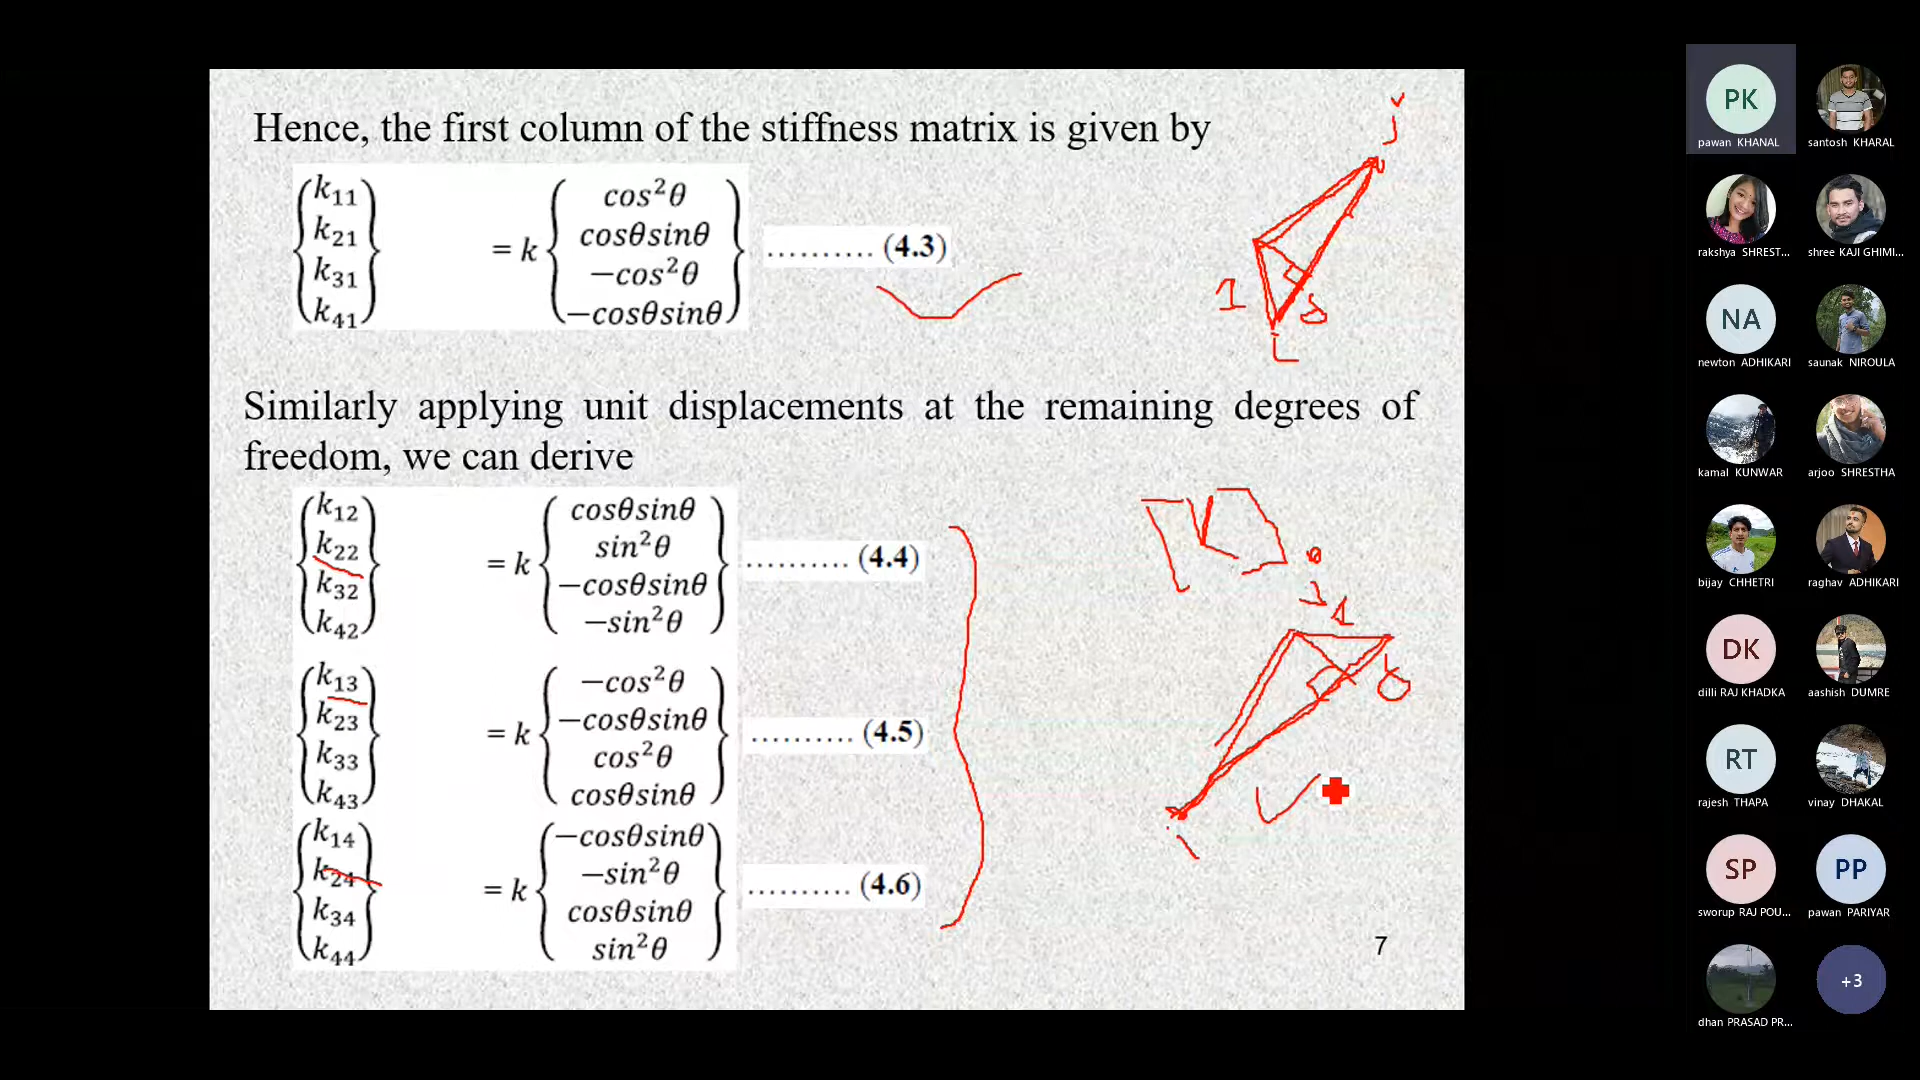 Hence, the first column of the stiffness matrix is given by
k11
k21
k31
k41
= k
cos²θ
cosθsinθ
−cos²θ
−cosθsinθ
.......... (4.3)
Similarly applying unit displacements at the remaining degrees of
freedom, we can derive
k12
k22
k32
k42
= k
cosθsinθ
sin²θ
−cosθsinθ
−sin²θ
.......... (4.4)
k13
k23
k33
k43
= k
−cos²θ
−cosθsinθ
cos²θ
cosθsinθ
.......... (4.5)
k14
k24
k34
k44
= k
−cosθsinθ
−sin²θ
cosθsinθ
sin²θ
.......... (4.6)
7
j
1
i
1
PK
pawan KHANAL
santosh KHARAL
rakshya SHREST...
shree KAJI GHIMI...
NA
newton ADHIKARI
saunak NIROULA
kamal KUNWAR
arjoo SHRESTHA
bijay CHHETRI
raghav ADHIKARI
DK
dilli RAJ KHADKA
aashish DUMRE
RT
rajesh THAPA
vinay DHAKAL
SP
sworup RAJ POU...
PP
pawan PARIYAR
dhan PRASAD PR...
+3